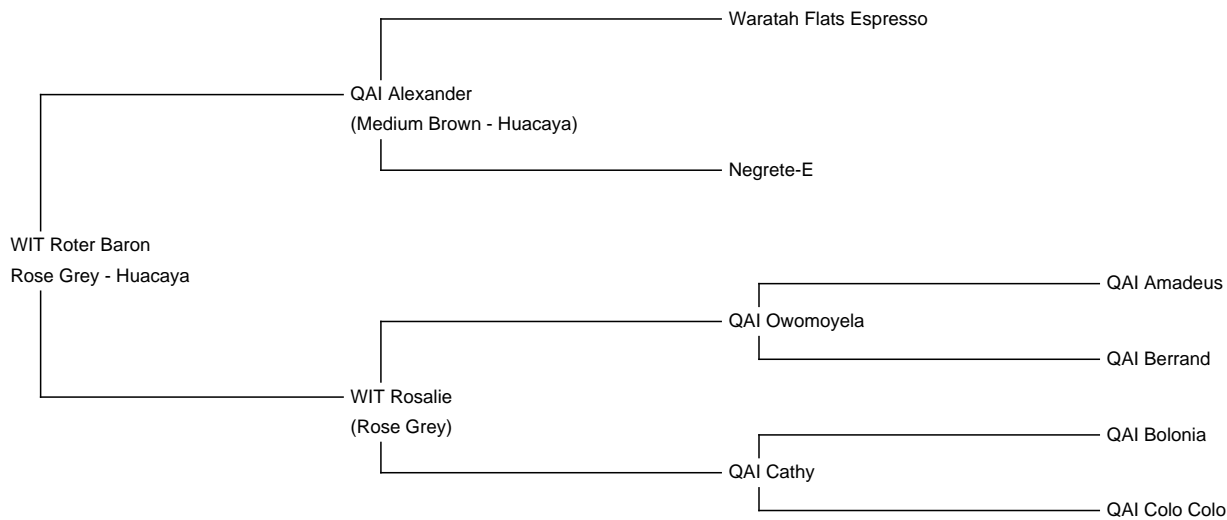 Waratah Flats Espresso
QAI Alexander
(Medium Brown - Huacaya)
Negrete-E
WIT Roter Baron
Rose Grey - Huacaya
QAI Amadeus
QAI Owomoyela
QAI Berrand
WIT Rosalie
(Rose Grey)
QAI Bolonia
QAI Cathy
QAI Colo Colo